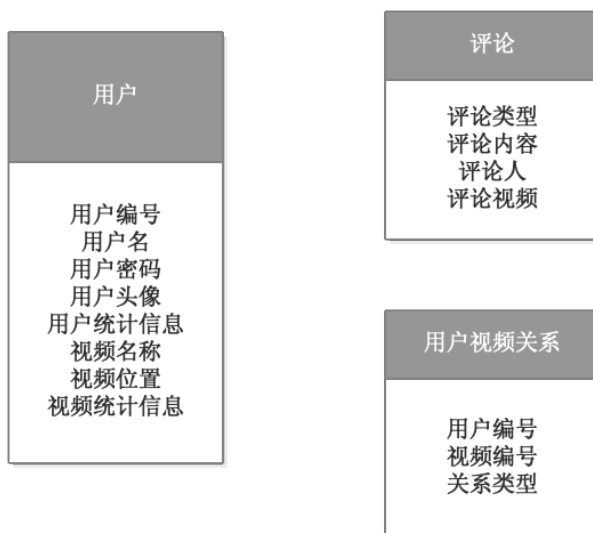 用户
用户编号
用户名
用户密码
用户头像
用户统计信息
视频名称
视频位置
视频统计信息
评论
评论类型
评论内容
评论人
评论视频
用户视频关系
用户编号
视频编号
关系类型